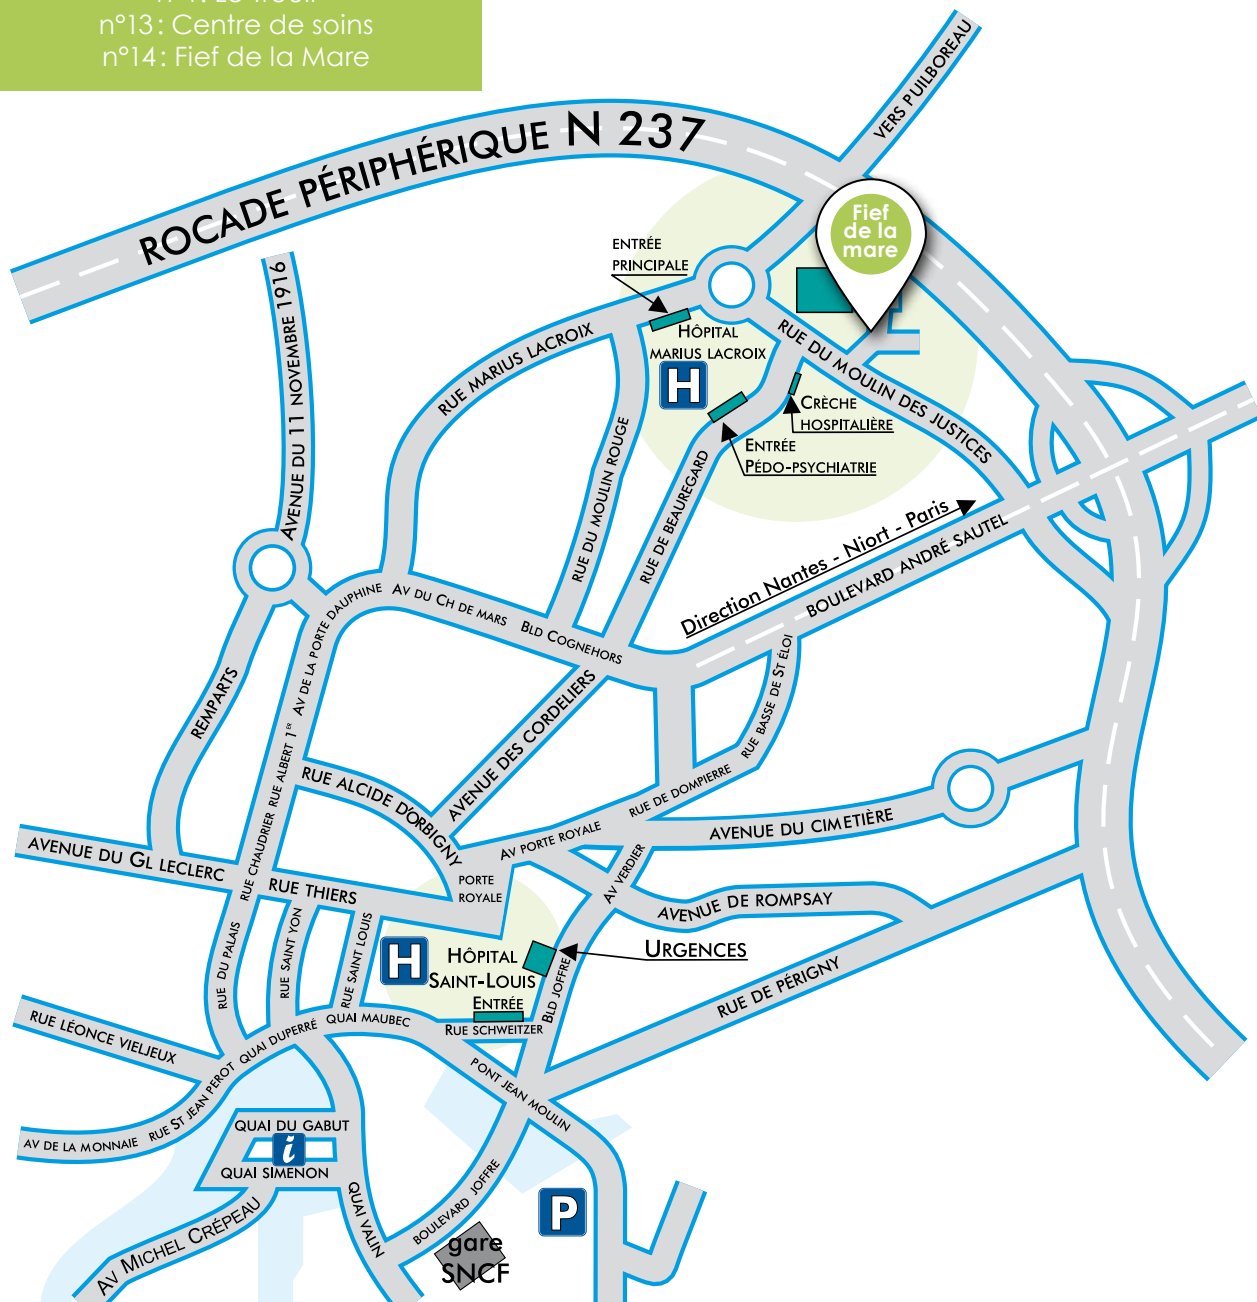 n°13 : Centre de soins
n°14 : Fief de la Mare
VERS PUILBOREAU
ROCADE PÉRIPHÉRIQUE N 237
Fief
de la
mare
ENTRÉE
PRINCIPALE
AVENUE DU 11 NOVEMBRE 1916
RUE MARIUS LACROIX
HÔPITAL
MARIUS LACROIX
H
RUE DU MOULIN DES JUSTICES
CRÈCHE
HOSPITALIÈRE
ENTRÉE
PÉDO-PSYCHIATRIE
RUE DU MOULIN ROUGE
RUE DE BEAUREGARD
Direction Nantes - Niort - Paris
BOULEVARD ANDRÉ SAUTEL
AV DE LA PORTE DAUPHINE
AV DU CH DE MARS
BLD COGNEHORS
REMPARTS
AVENUE DES CORDELIERS
RUE BASSE DE ST ÉLOI
RUE ALBERT 1ER
RUE ALCIDE D'ORBIGNY
RUE DE DOMPIERRE
AV PORTE ROYALE
AVENUE DU CIMETIÈRE
AVENUE DU GL LECLERC
RUE CHAUDRIER
RUE THIERS
PORTE
ROYALE
AV VERDIER
AVENUE DE ROMPSAY
RUE DU PALAIS
RUE SAINT YON
RUE SAINT LOUIS
H
HÔPITAL
SAINT-LOUIS
URGENCES
ENTRÉE
RUE SCHWEITZER
BLD JOFFRE
RUE DE PÉRIGNY
RUE LÉONCE VIELJEUX
QUAI DUPERRÉ
QUAI MAUBEC
PONT JEAN MOULIN
AV DE LA MONNAIE
RUE ST JEAN PEROT
QUAI DU GABUT
i
QUAI SIMENON
AV MICHEL CRÉPEAU
QUAI VALIN
BOULEVARD JOFFRE
P
gare
SNCF